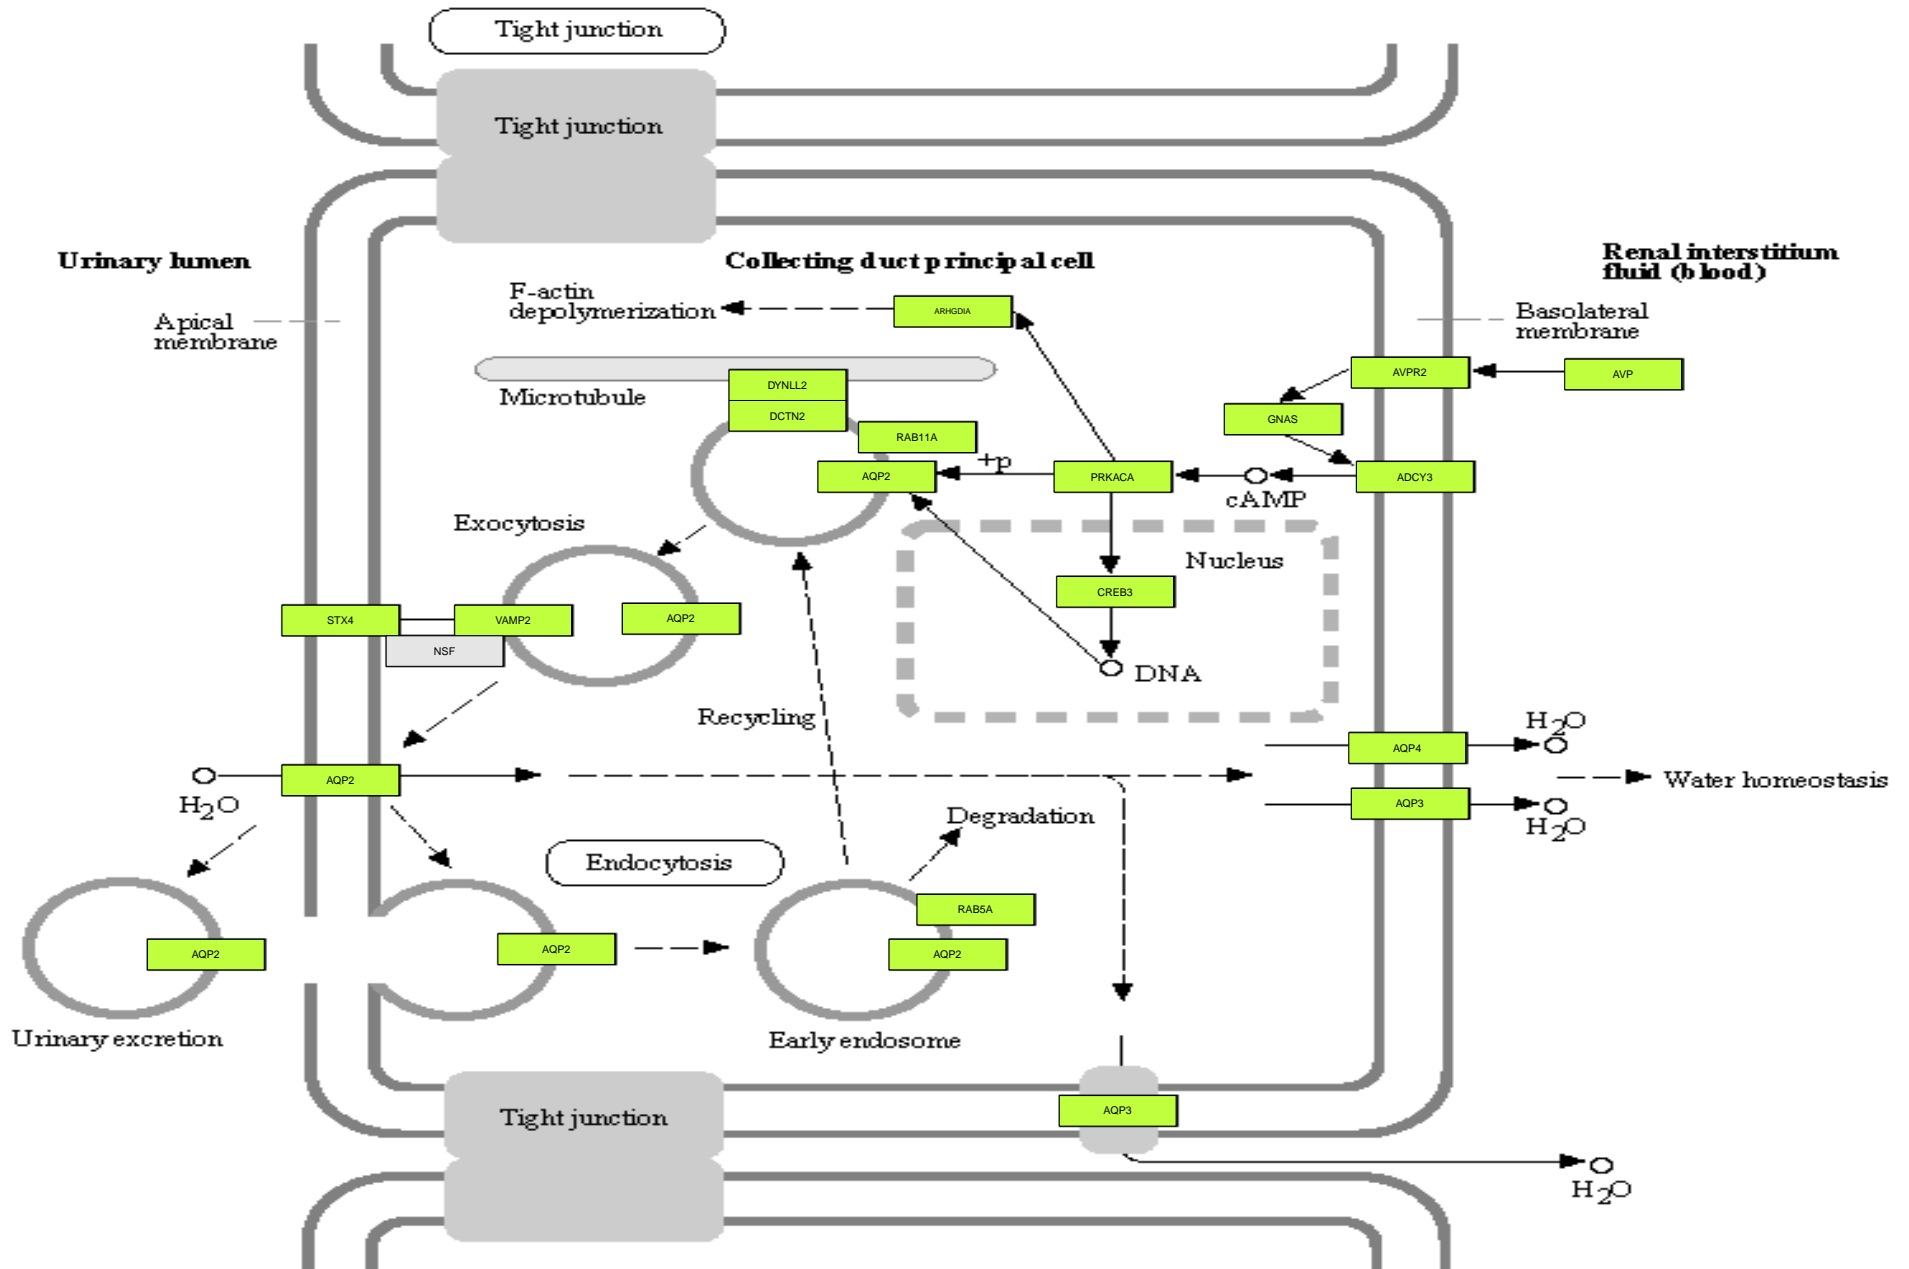 Tight junction
Tight junction
Urinary lumen
Collecting duct principal cell
Renal interstitium
fluid (blood)
F-actin
depolymerization
ARHGDIA
Apical
membrane
Basolateral
membrane
Microtubule
DYNLL2
DCTN2
AVPR2
AVP
GNAS
RAB11A
AQP2
+p
PRKACA
cAMP
ADCY3
Exocytosis
Nucleus
CREB3
STX4
VAMP2
AQP2
NSF
DNA
Recycling
H2O
AQP4
AQP2
H2O
Water homeostasis
AQP3
H2O
Degradation
Endocytosis
RAB5A
AQP2
AQP2
AQP2
Urinary excretion
Early endosome
Tight junction
AQP3
H2O